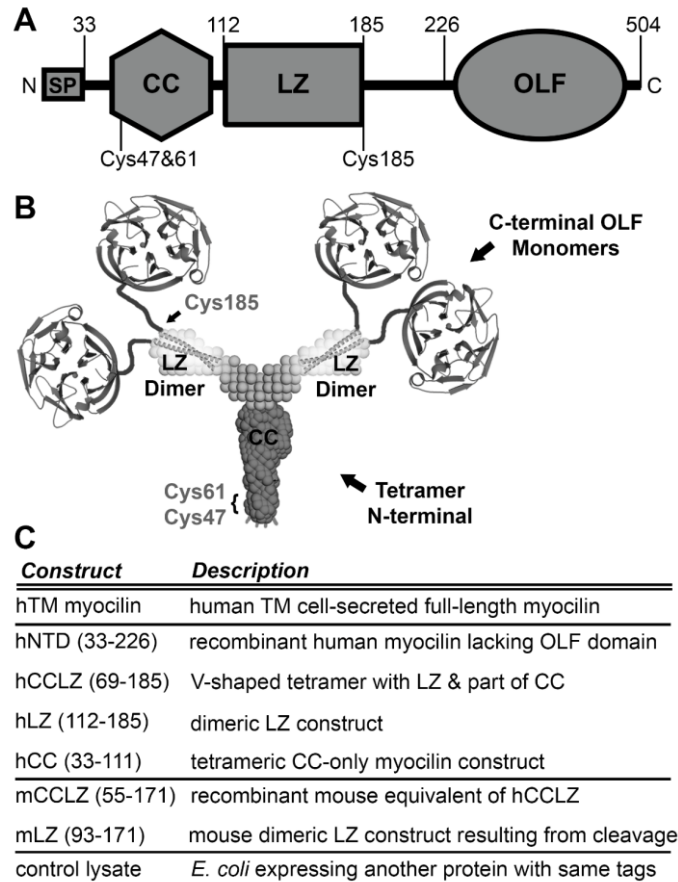 A
33 112 185 226 504
N SP CC LZ OLF C
Cys47&61 Cys185
B
C-terminal OLF
Monomers
Cys185
LZ LZ
Dimer Dimer
CC
Cys61
Cys47
{
Tetramer
N-terminal
C
Construct Description
hTM myocilin human TM cell-secreted full-length myocilin
hNTD (33-226) recombinant human myocilin lacking OLF domain
hCCLZ (69-185) V-shaped tetramer with LZ & part of CC
hLZ (112-185) dimeric LZ construct
hCC (33-111) tetrameric CC-only myocilin construct
mCCLZ (55-171) recombinant mouse equivalent of hCCLZ
mLZ (93-171) mouse dimeric LZ construct resulting from cleavage
control lysate E. coli expressing another protein with same tags